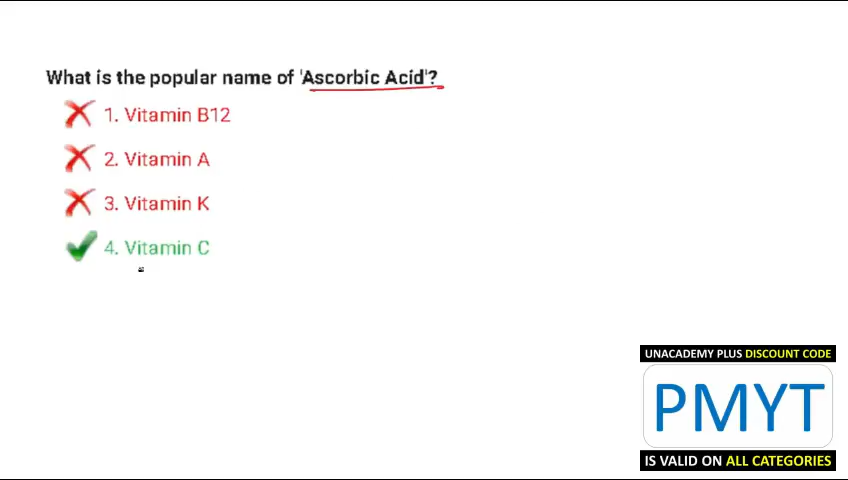 What is the popular name of 'Ascorbic Acid'?
1. Vitamin B12
2. Vitamin A
3. Vitamin K
4. Vitamin C
UNACADEMY PLUS DISCOUNT CODE
PMYT
IS VALID ON ALL CATEGORIES